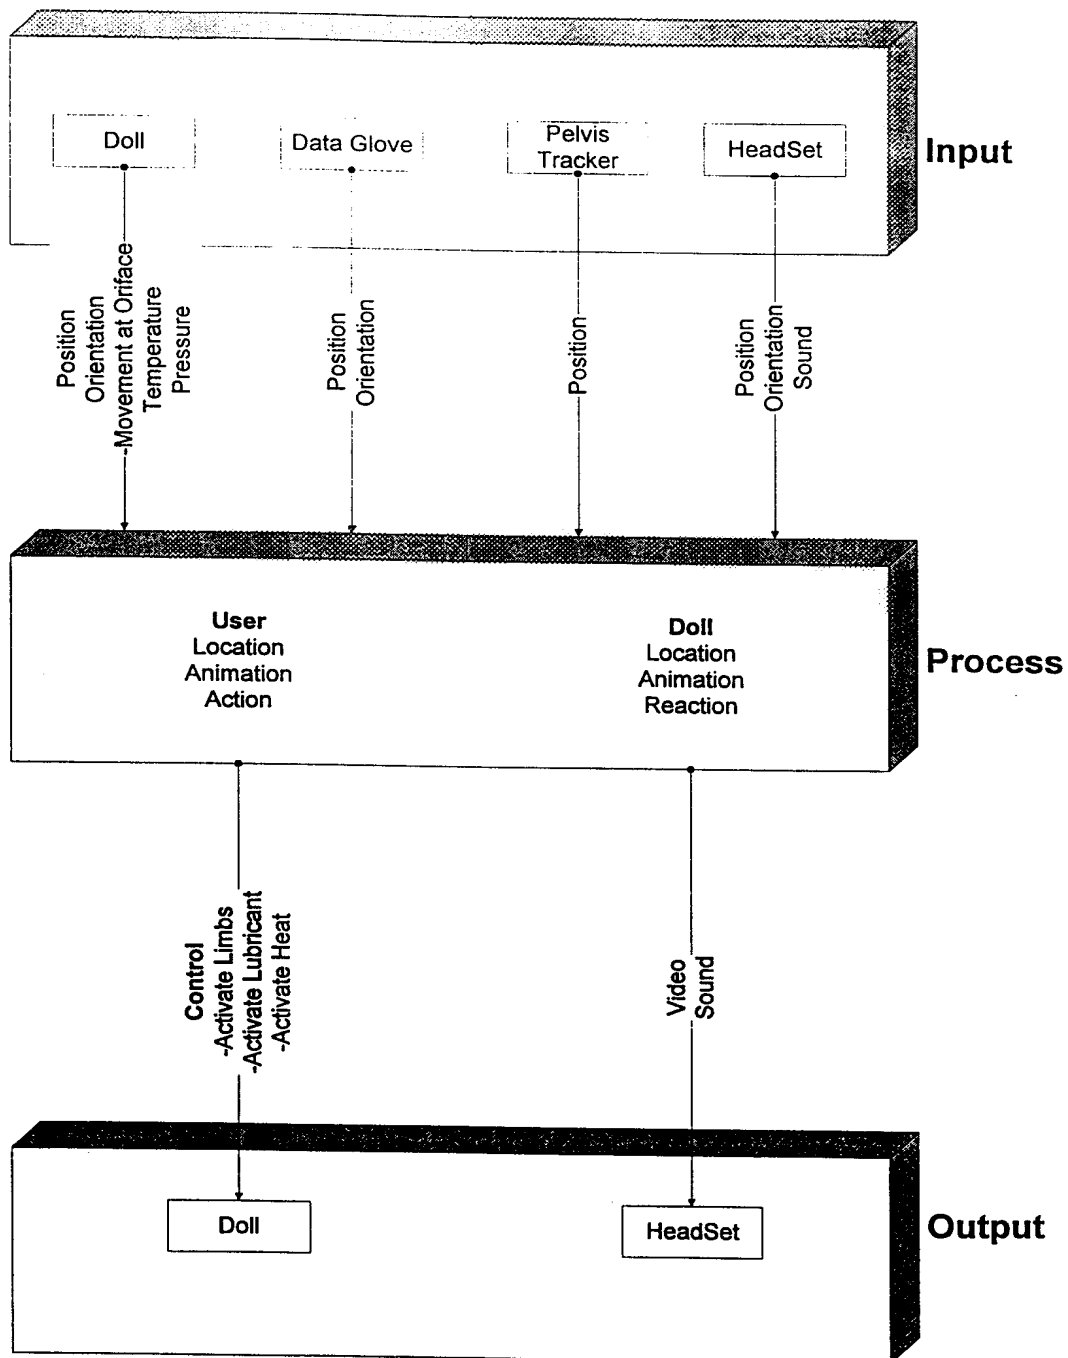 Doll
Data Glove
Pelvis
Tracker
HeadSet
Input
Position
Orientation
-Movement at Oriface
Temperature
Pressure
Position
Orientation
Position
Position
Orientation
Sound
User
Location
Animation
Action
Doll
Location
Animation
Reaction
Process
Control
-Activate Limbs
-Activate Lubricant
-Activate Heat
Video
Sound
Doll
HeadSet
Output